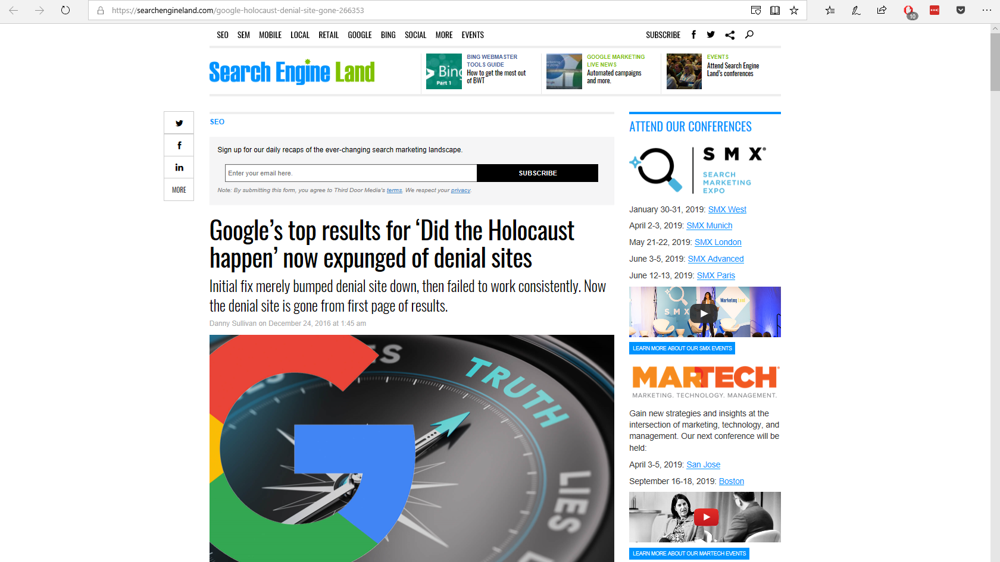 https://searchengineland.com/google-holocaust-denial-site-gone-266353
10
SEO SEM MOBILE LOCAL RETAIL GOOGLE BING SOCIAL MORE EVENTS
SUBSCRIBE
Search Engine Land
Bing
Part 1
BING WEBMASTER
TOOLS GUIDE
How to get the most out
of BWT
GOOGLE MARKETING
LIVE NEWS
Automated campaigns
and more.
EVENTS
Attend Search Engine
Land's conferences
MORE
SEO
Sign up for our daily recaps of the ever-changing search marketing landscape.
Enter your email here.
SUBSCRIBE
Note: By submitting this form, you agree to Third Door Media's terms. We respect your privacy.
Google's top results for ‘Did the Holocaust
happen’ now expunged of denial sites
Initial fix merely bumped denial site down, then failed to work consistently. Now
the denial site is gone from first page of results.
Danny Sullivan on December 24, 2016 at 1:45 am
TRUTH
LIES
LIES
ATTEND OUR CONFERENCES
SMX®
SEARCH
MARKETING
EXPO
January 30-31, 2019: SMX West
April 2-3, 2019: SMX Munich
May 21-22, 2019: SMX London
June 3-5, 2019: SMX Advanced
June 12-13, 2019: SMX Paris
SMX
Marketing Land
LEARN MORE ABOUT OUR SMX EVENTS
MARTECH®
MARKETING. TECHNOLOGY. MANAGEMENT.
Gain new strategies and insights at the
intersection of marketing, technology, and
management. Our next conference will be
held:
April 3-5, 2019: San Jose
September 16-18, 2019: Boston
LEARN MORE ABOUT OUR MARTECH EVENTS